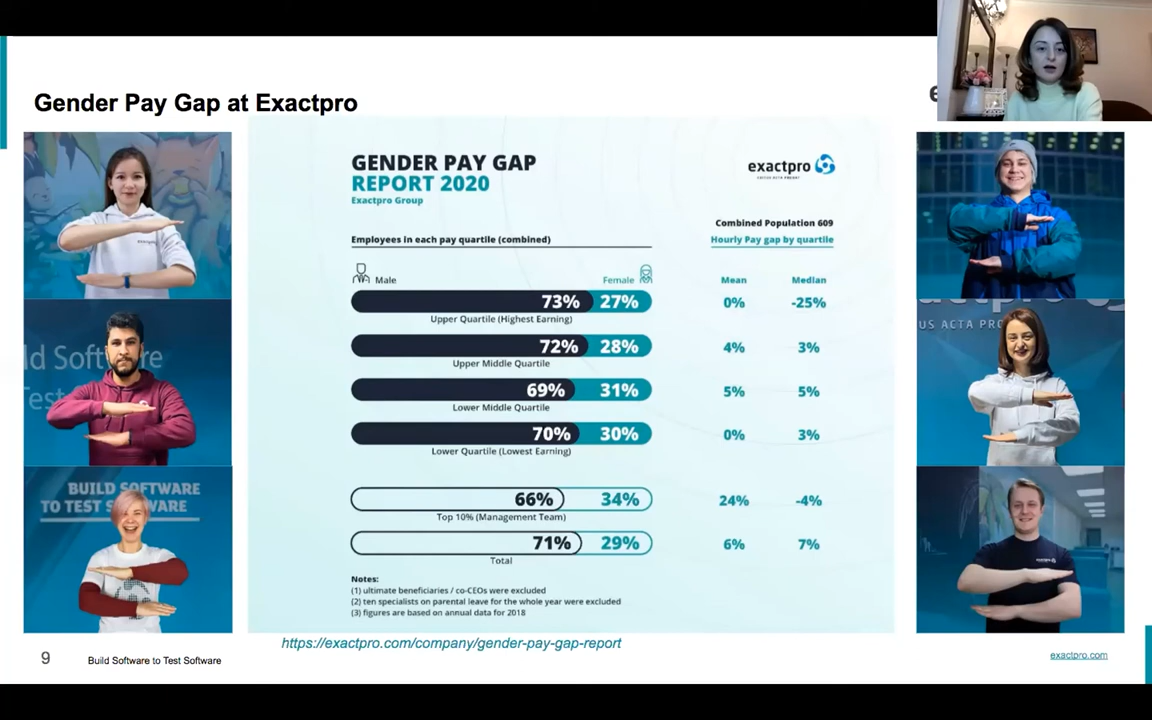 Gender Pay Gap at Exactpro
GENDER PAY GAP
REPORT 2020
Exactpro Group
exactpro
Combined Population 609
Employees in each pay quartile (combined)
Hourly Pay gap by quartile
Male
Female
Mean
Median
73% 27% 0% -25%
Upper Quartile (Highest Earning)
72% 28% 4% 3%
Upper Middle Quartile
69% 31% 5% 5%
Lower Middle Quartile
70% 30% 0% 3%
Lower Quartile (Lowest Earning)
66% 34% 24% -4%
Top 10% (Management Team)
71% 29% 6% 7%
Total
Notes:
(1) ultimate beneficiaries / co-CEOs were excluded
(2) ten specialists on parental leave for the whole year were excluded
(3) figures are based on annual data for 2018
BUILD SOFTWARE
https://exactpro.com/company/gender-pay-gap-report
9
Build Software to Test Software
exactpro.com